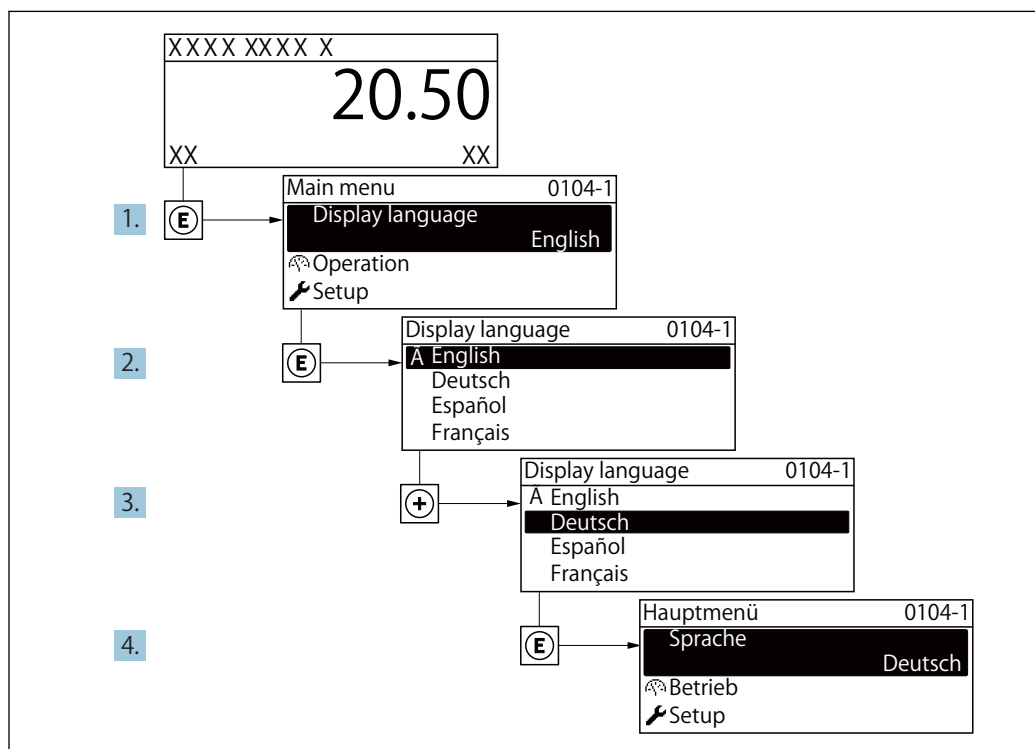 XXXX XXXX X
20.50
XX XX
1.
E
Main menu 0104-1
Display language
English
Operation
Setup
2.
E
Display language 0104-1
Ä English
Deutsch
Español
Français
3.
+
Display language 0104-1
Ä English
Deutsch
Español
Français
4.
E
Hauptmenü 0104-1
Sprache
Deutsch
Betrieb
Setup